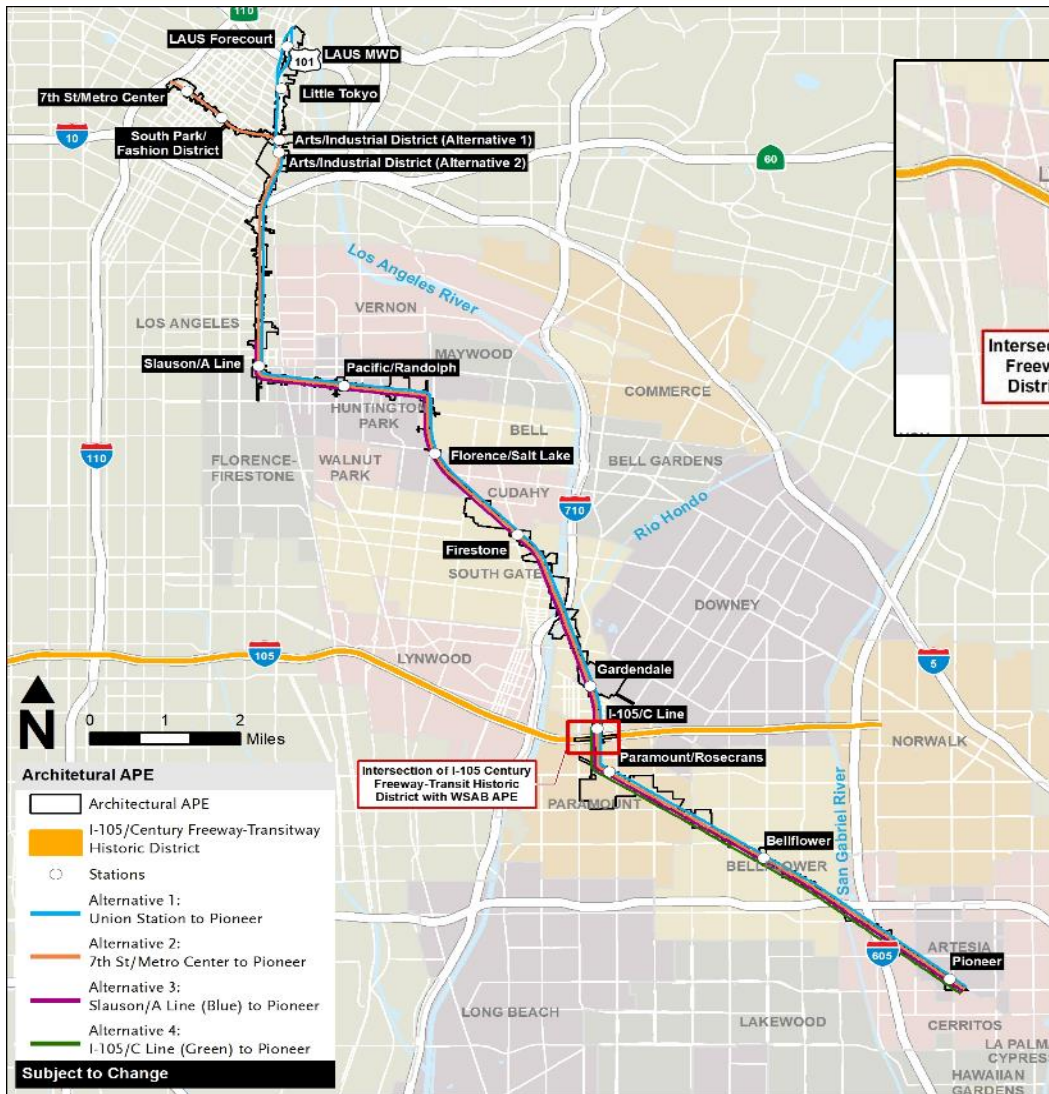 110
LAUS Forecourt
LAUS MWD
101
7th St/Metro Center
Little Tokyo
South Park/
Fashion District
10
Arts/Industrial District (Alternative 1)
Arts/Industrial District (Alternative 2)
60
Los Angeles River
VERNON
LOS ANGELES
MAYWOOD
Slauson/A Line
Pacific/Randolph
COMMERCE
HUNTINGTON
PARK
BELL
110
FLORENCE-
FIRESTONE
WALNUT
PARK
Florence/Salt Lake
BELL GARDENS
CUDAHY
710
Rio Hondo
Firestone
SOUTH GATE
DOWNEY
105
LYNWOOD
5
Gardendale
N
0 1 2
Miles
I-105/C Line
NORWALK
Paramount/Rosecrans
Intersection of I-105 Century
Freeway-Transit Historic
District with WSAB APE
PARAMOUNT
San Gabriel River
Bellflower
BELLFLOWER
605
ARTESIA
Pioneer
LONG BEACH
LAKEWOOD
CERRITOS
LA PALMA
CYPRESS
HAWAIIAN
GARDENS
Architetural APE
Architectural APE
I-105/Century Freeway-Transitway
Historic District
Stations
Alternative 1:
Union Station to Pioneer
Alternative 2:
7th St/Metro Center to Pioneer
Alternative 3:
Slauson/A Line (Blue) to Pioneer
Alternative 4:
I-105/C Line (Green) to Pioneer
Subject to Change